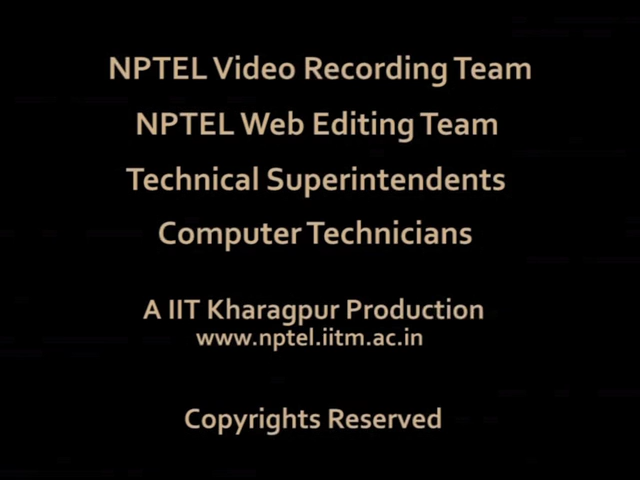 NPTEL Video Recording Team
NPTEL Web Editing Team
Technical Superintendents
Computer Technicians
A IIT Kharagpur Production
www.nptel.iitm.ac.in
Copyrights Reserved